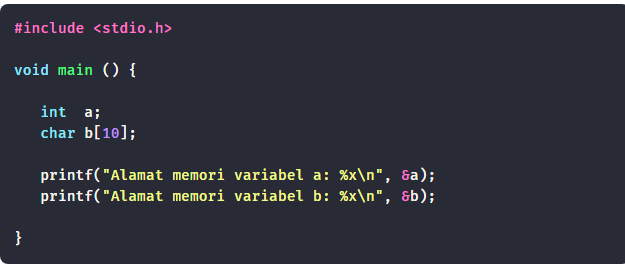 #include <stdio.h>
void main () {
int  a;
char b[10];
printf("Alamat memori variabel a: %x\n", &a);
printf("Alamat memori variabel b: %x\n", &b);
}